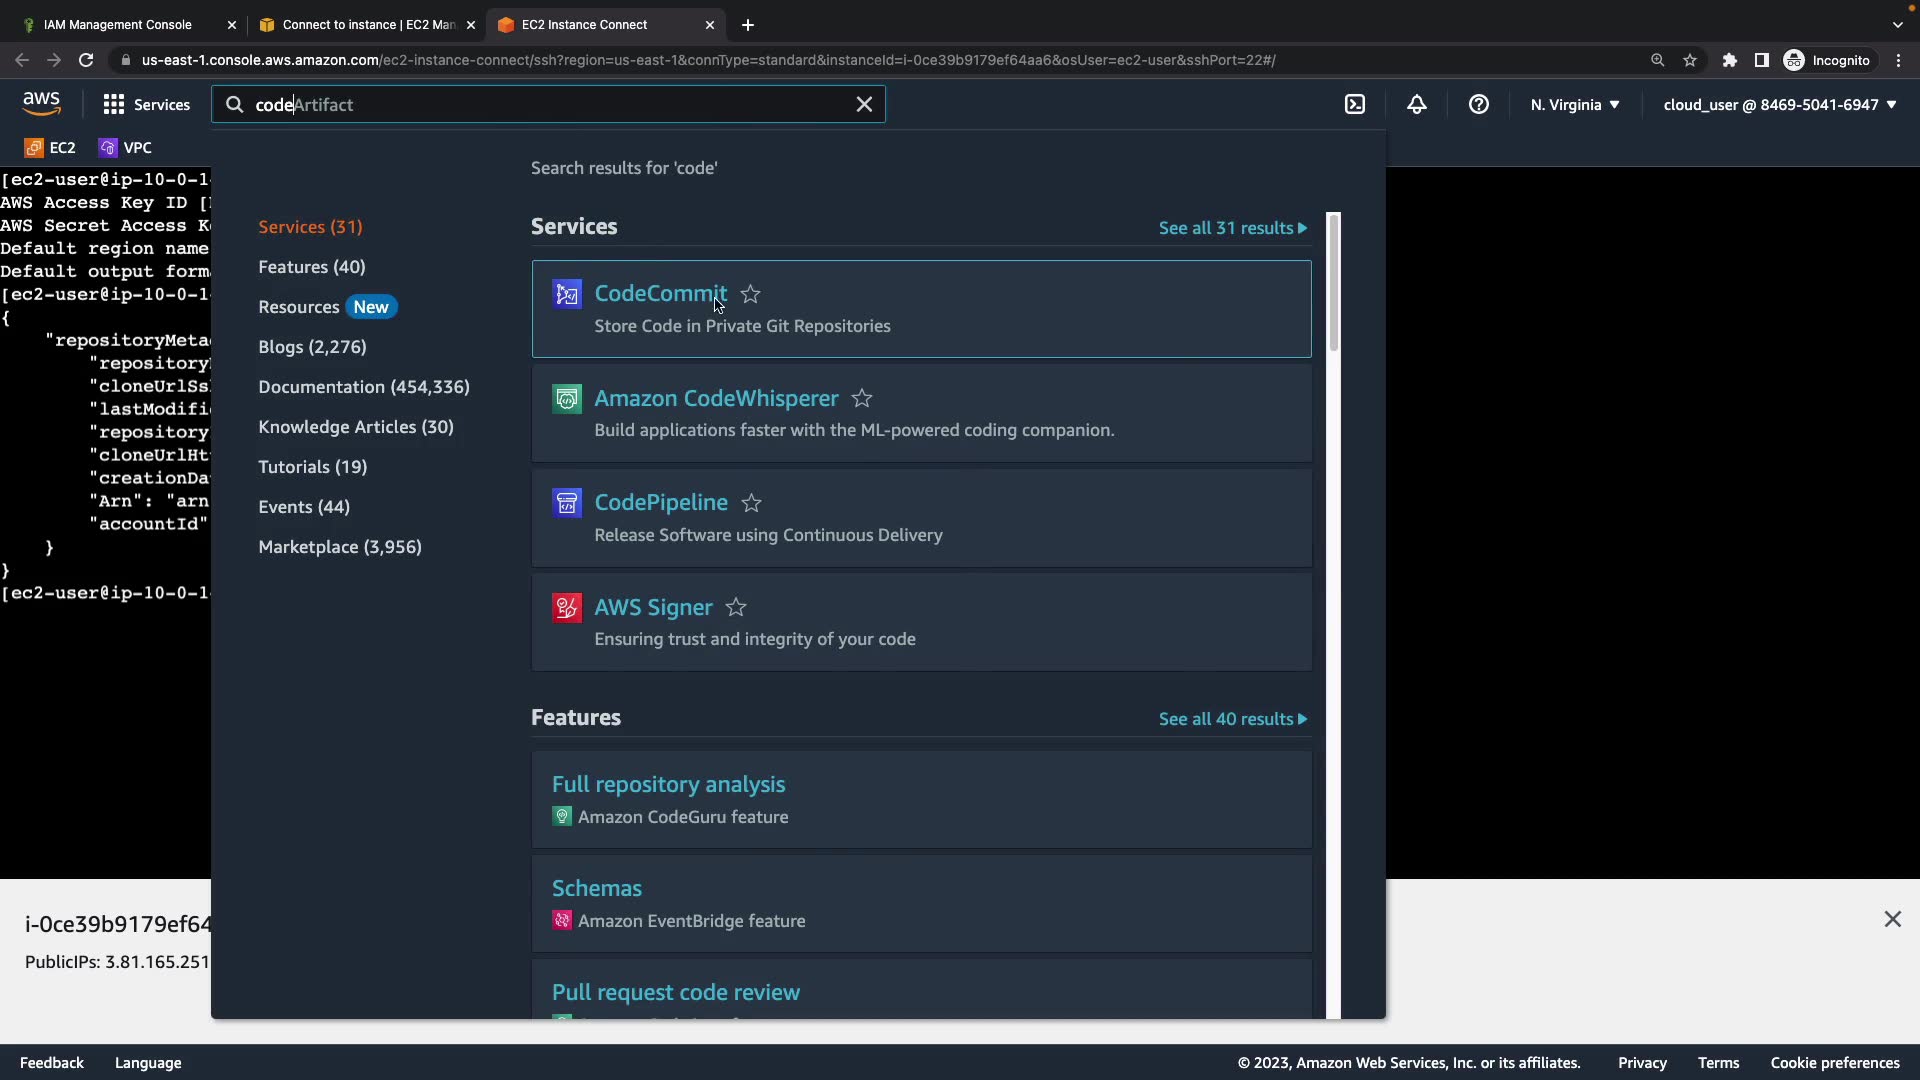 IAM Management Console
Connect to instance | EC2 Man
EC2 Instance Connect
us-east-1.console.aws.amazon.com/ec2-instance-connect/ssh?region=us-east-1&connType=standard&instanceId=i-0ce39b9179ef64aa6&osUser=ec2-user&sshPort=22#/
Incognito
aws
Services
codeArtifact
N. Virginia
cloud_user @ 8469-5041-6947
EC2
VPC
[ec2-user@ip-10-0-1
AWS Access Key ID [
AWS Secret Access K
Default region name
Default output form
[ec2-user@ip-10-0-1
{
"repositoryMeta
"repository
"cloneUrlSs
"lastModifi
"repository
"cloneUrlHt
"creationDa
"Arn": "arn
"accountId"
}
}
[ec2-user@ip-10-0-1
Search results for 'code'
Services (31)
Features (40)
Resources New
Blogs (2,276)
Documentation (454,336)
Knowledge Articles (30)
Tutorials (19)
Events (44)
Marketplace (3,956)
Services
See all 31 results
CodeCommit
Store Code in Private Git Repositories
Amazon CodeWhisperer
Build applications faster with the ML-powered coding companion.
CodePipeline
Release Software using Continuous Delivery
AWS Signer
Ensuring trust and integrity of your code
Features
See all 40 results
Full repository analysis
Amazon CodeGuru feature
Schemas
Amazon EventBridge feature
Pull request code review
i-0ce39b9179ef64
PublicIPs: 3.81.165.251
Feedback
Language
© 2023, Amazon Web Services, Inc. or its affiliates.
Privacy
Terms
Cookie preferences